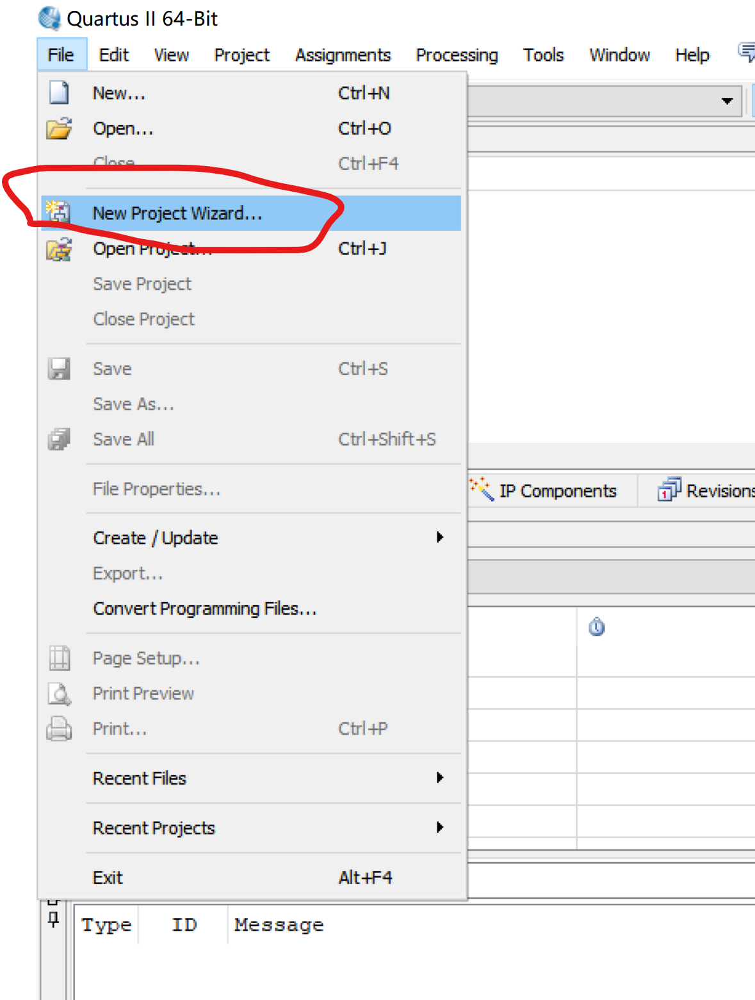 Quartus II 64-Bit
File Edit View Project Assignments Processing Tools Window Help
New... Ctrl+N
Open... Ctrl+O
Close Ctrl+F4
New Project Wizard...
Open Project... Ctrl+J
Save Project
Close Project
Save Ctrl+S
Save As...
Save All Ctrl+Shift+S
File Properties...
IP Components 1 Revisions
Create / Update
Export...
Convert Programming Files...
Page Setup...
Print Preview
Print... Ctrl+P
Recent Files
Recent Projects
Exit Alt+F4
Type ID Message